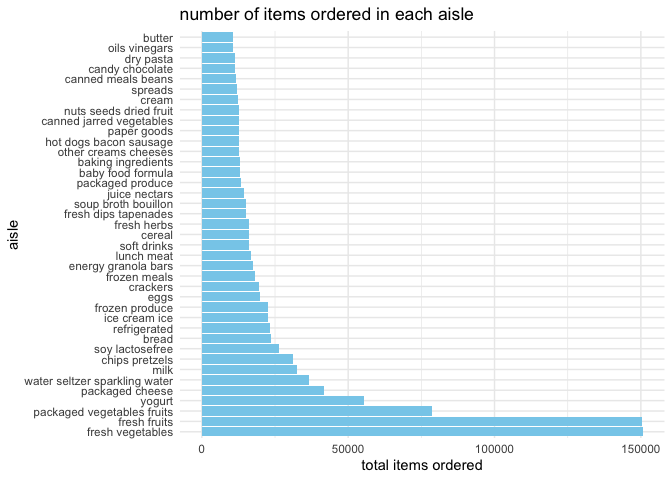 number of items ordered in each aisle
butter
oils vinegars
dry pasta
candy chocolate
canned meals beans
spreads
cream
nuts seeds dried fruit
canned jarred vegetables
paper goods
hot dogs bacon sausage
other creams cheeses
baking ingredients
baby food formula
packaged produce
juice nectars
soup broth bouillon
fresh dips tapenades
fresh herbs
cereal
soft drinks
lunch meat
energy granola bars
frozen meals
crackers
eggs
frozen produce
ice cream ice
refrigerated
bread
soy lactosefree
chips pretzels
milk
water seltzer sparkling water
packaged cheese
yogurt
packaged vegetables fruits
fresh fruits
fresh vegetables
aisle
0 50000 100000 150000
total items ordered